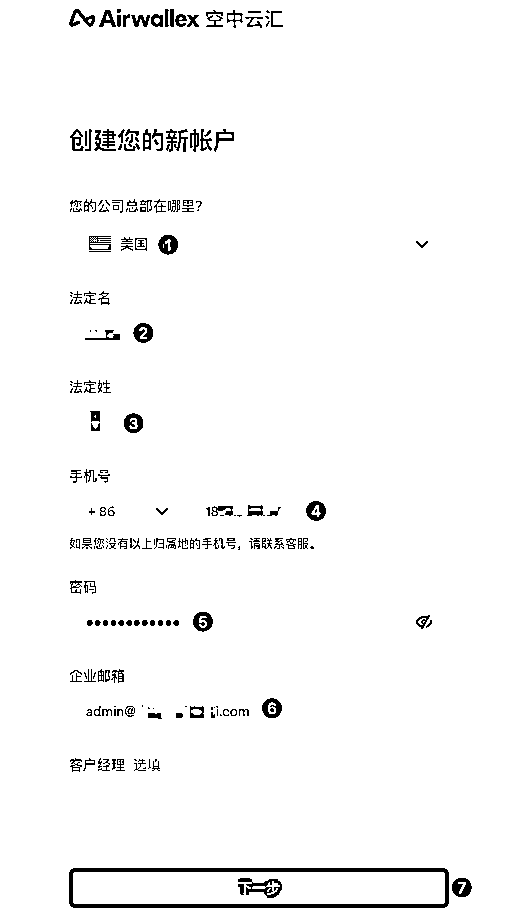 Airwallex 空中云汇
创建您的新帐户
您的公司总部在哪里?
美国 1
法定名
2
法定姓
3
手机号
+ 86 18 4
如果您没有以上归属地的手机号，请联系客服。
密码
•••••••••••• 5
企业邮箱
admin@ .com 6
客户经理 选填
下一步 7